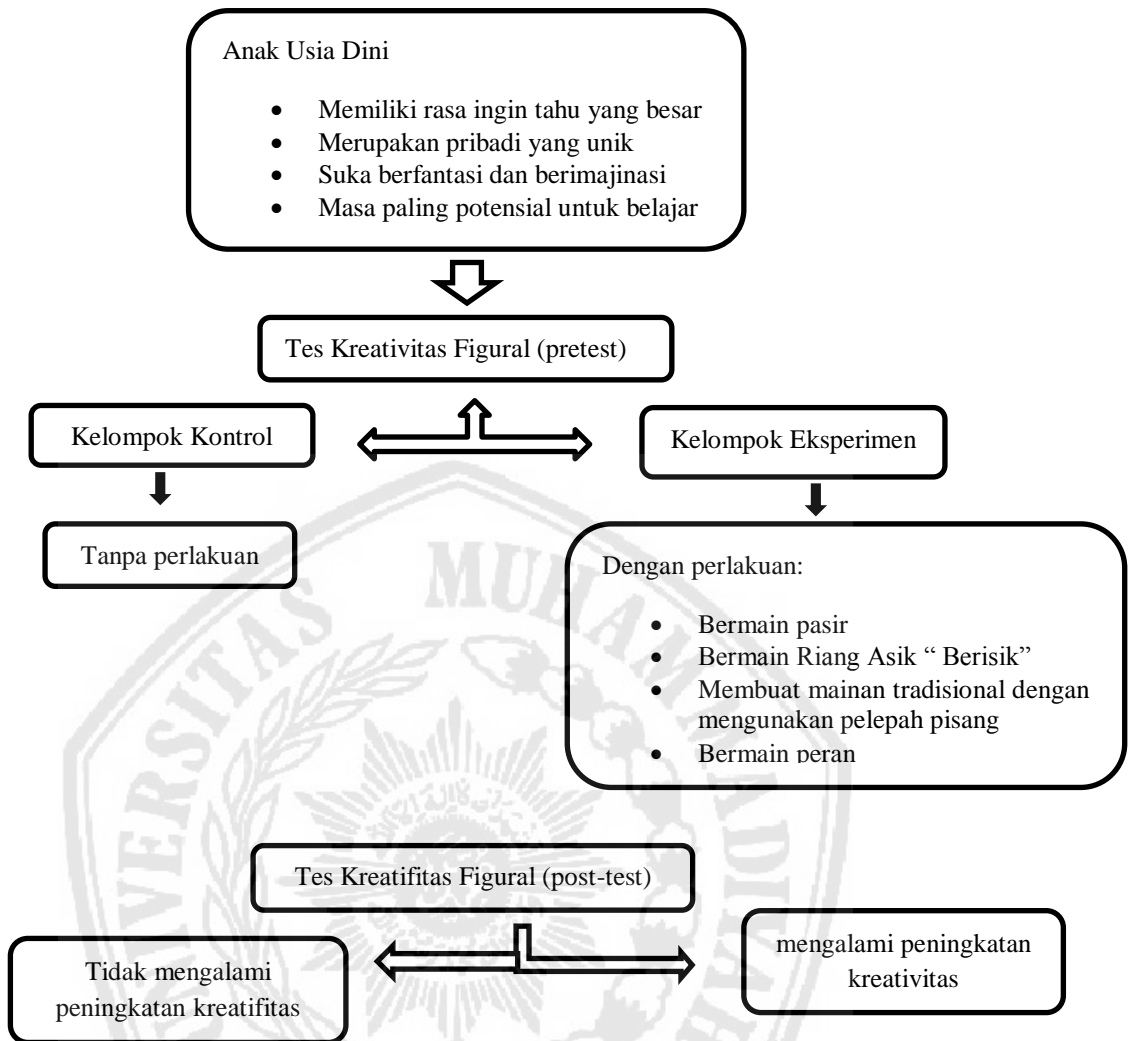 Anak Usia Dini
• Memiliki rasa ingin tahu yang besar
• Merupakan pribadi yang unik
• Suka berfantasi dan berimajinasi
• Masa paling potensial untuk belajar
Tes Kreativitas Figural (pretest)
Kelompok Kontrol
Kelompok Eksperimen
Tanpa perlakuan
Dengan perlakuan:
• Bermain pasir
• Bermain Riang Asik “ Berisik”
• Membuat mainan tradisional dengan
mengunakan pelepah pisang
• Bermain peran
Tes Kreatifitas Figural (post-test)
Tidak mengalami
peningkatan kreatifitas
mengalami peningkatan
kreativitas
UNIVERSITAS MUHAMMADIYAH